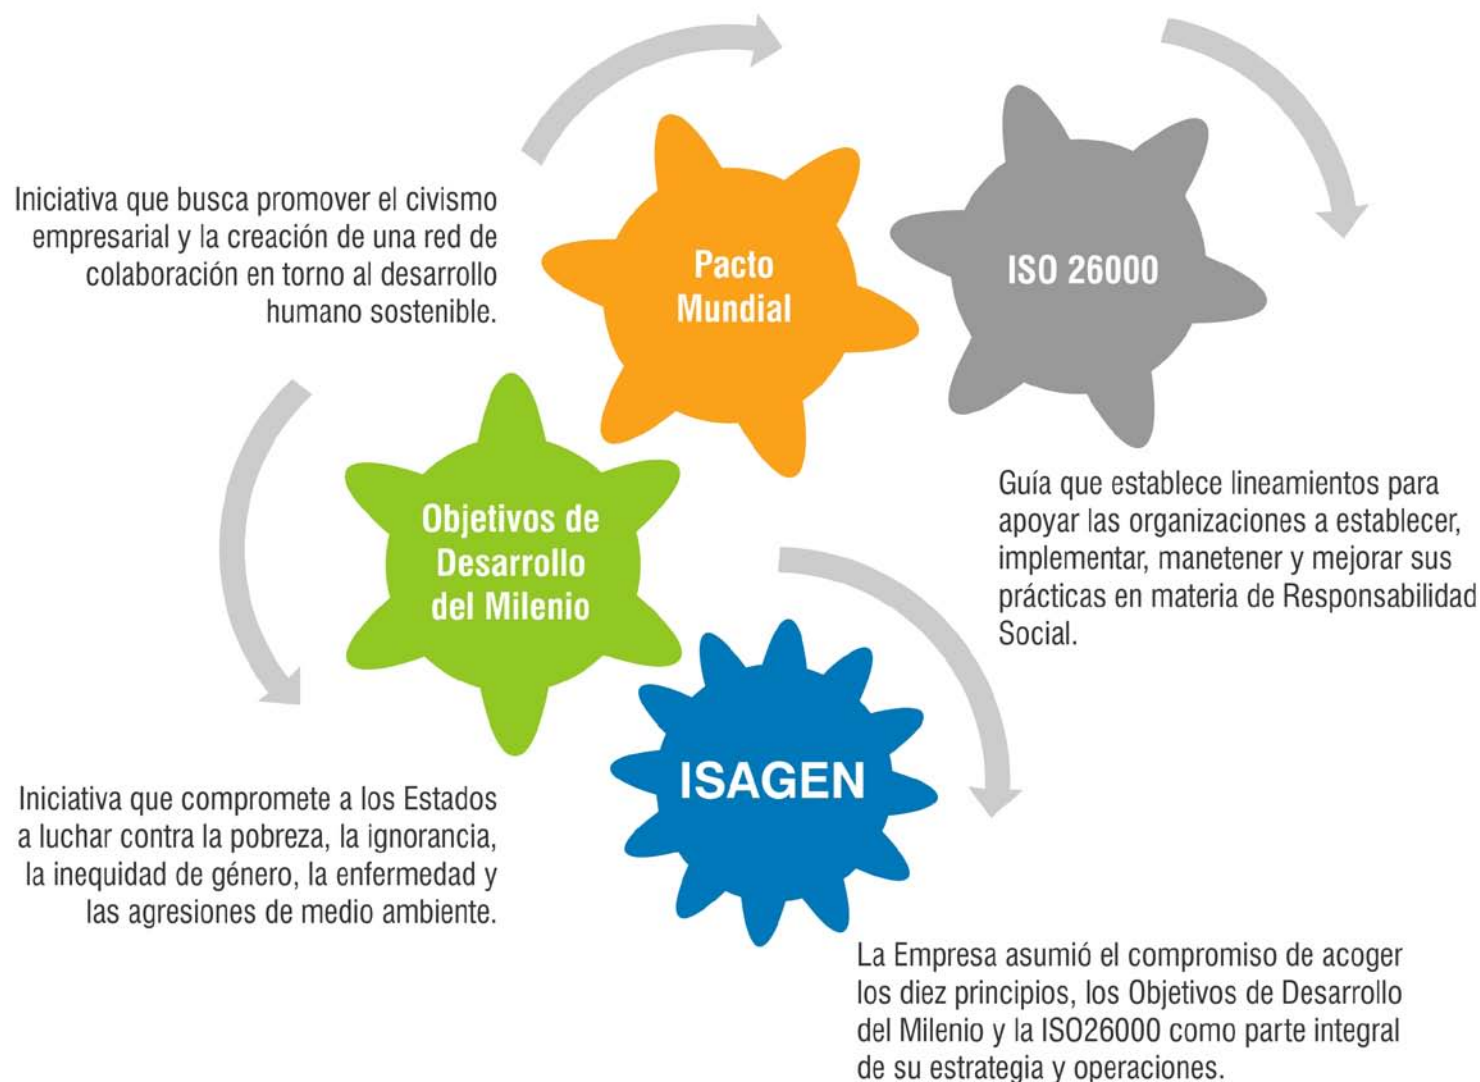 Iniciativa que busca promover el civismo
empresarial y la creación de una red de
colaboración en torno al desarrollo
humano sostenible.
Pacto
Mundial
ISO 26000
Guía que establece lineamientos para
apoyar las organizaciones a establecer,
implementar, manetener y mejorar sus
prácticas en materia de Responsabilidad
Social.
Objetivos de
Desarrollo
del Milenio
Iniciativa que compromete a los Estados
a luchar contra la pobreza, la ignorancia,
la inequidad de género, la enfermedad y
las agresiones de medio ambiente.
ISAGEN
La Empresa asumió el compromiso de acoger
los diez principios, los Objetivos de Desarrollo
del Milenio y la ISO26000 como parte integral
de su estrategia y operaciones.